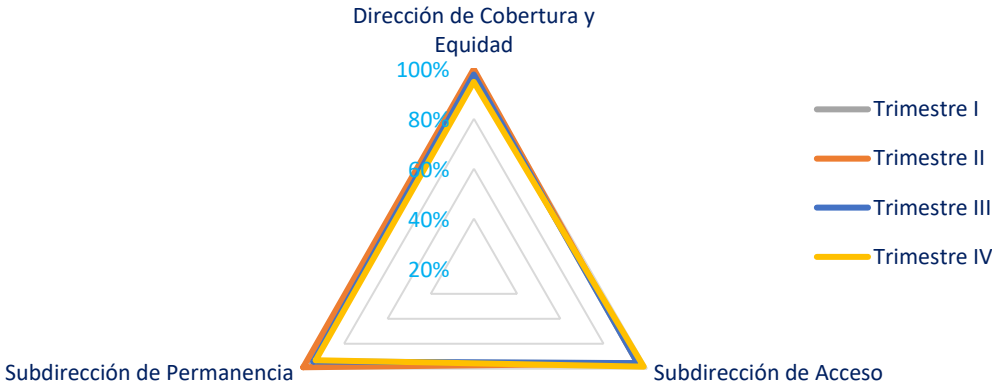 Dirección de Cobertura y
Equidad
100%
80%
60%
40%
20%
Trimestre I
Trimestre II
Trimestre III
Trimestre IV
Subdirección de Permanencia
Subdirección de Acceso